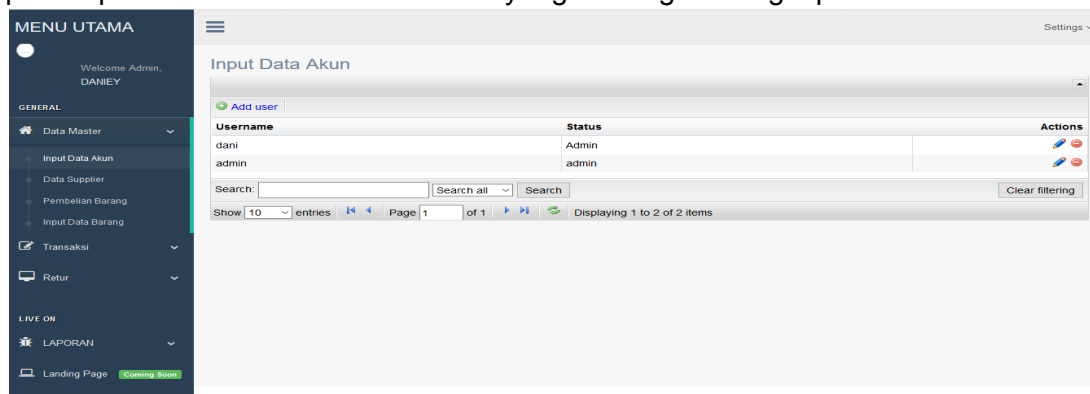 MENU UTAMA
Welcome Admin,
DANIEY
GENERAL
Data Master
Input Data Akun
Data Supplier
Pembelian Barang
Input Data Barang
Transaksi
Retur
LIVE ON
LAPORAN
Landing Page Coming Soon
Settings
Input Data Akun
Add user
Username Status Actions
dani Admin
admin admin
Search: Search all Search Clear filtering
Show 10 entries Page 1 of 1 Displaying 1 to 2 of 2 items